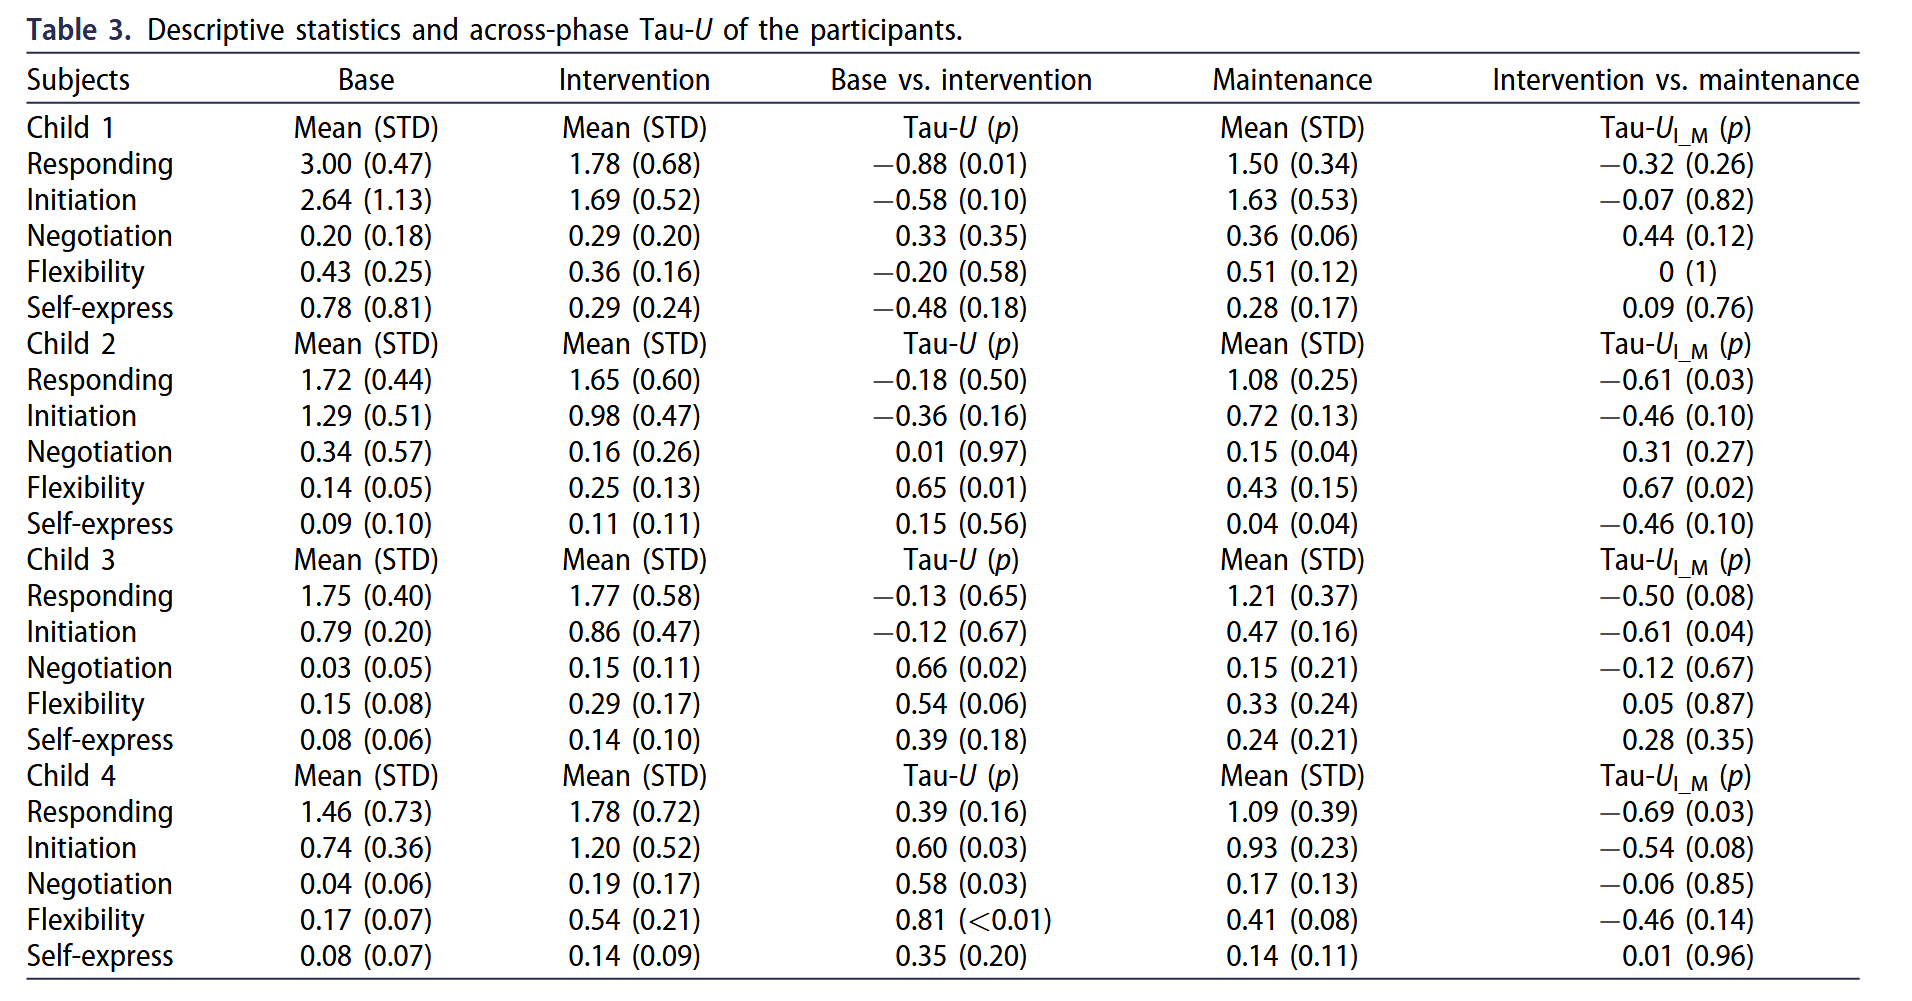 Table 3. Descriptive statistics and across-phase Tau-U of the participants.
Subjects Base Intervention Base vs. intervention Maintenance Intervention vs. maintenance
Child 1 Mean (STD) Mean (STD) Tau-U (p) Mean (STD) Tau-UI_M (p)
Responding 3.00 (0.47) 1.78 (0.68) −0.88 (0.01) 1.50 (0.34) −0.32 (0.26)
Initiation 2.64 (1.13) 1.69 (0.52) −0.58 (0.10) 1.63 (0.53) −0.07 (0.82)
Negotiation 0.20 (0.18) 0.29 (0.20) 0.33 (0.35) 0.36 (0.06) 0.44 (0.12)
Flexibility 0.43 (0.25) 0.36 (0.16) −0.20 (0.58) 0.51 (0.12) 0 (1)
Self-express 0.78 (0.81) 0.29 (0.24) −0.48 (0.18) 0.28 (0.17) 0.09 (0.76)
Child 2 Mean (STD) Mean (STD) Tau-U (p) Mean (STD) Tau-UI_M (p)
Responding 1.72 (0.44) 1.65 (0.60) −0.18 (0.50) 1.08 (0.25) −0.61 (0.03)
Initiation 1.29 (0.51) 0.98 (0.47) −0.36 (0.16) 0.72 (0.13) −0.46 (0.10)
Negotiation 0.34 (0.57) 0.16 (0.26) 0.01 (0.97) 0.15 (0.04) 0.31 (0.27)
Flexibility 0.14 (0.05) 0.25 (0.13) 0.65 (0.01) 0.43 (0.15) 0.67 (0.02)
Self-express 0.09 (0.10) 0.11 (0.11) 0.15 (0.56) 0.04 (0.04) −0.46 (0.10)
Child 3 Mean (STD) Mean (STD) Tau-U (p) Mean (STD) Tau-UI_M (p)
Responding 1.75 (0.40) 1.77 (0.58) −0.13 (0.65) 1.21 (0.37) −0.50 (0.08)
Initiation 0.79 (0.20) 0.86 (0.47) −0.12 (0.67) 0.47 (0.16) −0.61 (0.04)
Negotiation 0.03 (0.05) 0.15 (0.11) 0.66 (0.02) 0.15 (0.21) −0.12 (0.67)
Flexibility 0.15 (0.08) 0.29 (0.17) 0.54 (0.06) 0.33 (0.24) 0.05 (0.87)
Self-express 0.08 (0.06) 0.14 (0.10) 0.39 (0.18) 0.24 (0.21) 0.28 (0.35)
Child 4 Mean (STD) Mean (STD) Tau-U (p) Mean (STD) Tau-UI_M (p)
Responding 1.46 (0.73) 1.78 (0.72) 0.39 (0.16) 1.09 (0.39) −0.69 (0.03)
Initiation 0.74 (0.36) 1.20 (0.52) 0.60 (0.03) 0.93 (0.23) −0.54 (0.08)
Negotiation 0.04 (0.06) 0.19 (0.17) 0.58 (0.03) 0.17 (0.13) −0.06 (0.85)
Flexibility 0.17 (0.07) 0.54 (0.21) 0.81 (<0.01) 0.41 (0.08) −0.46 (0.14)
Self-express 0.08 (0.07) 0.14 (0.09) 0.35 (0.20) 0.14 (0.11) 0.01 (0.96)